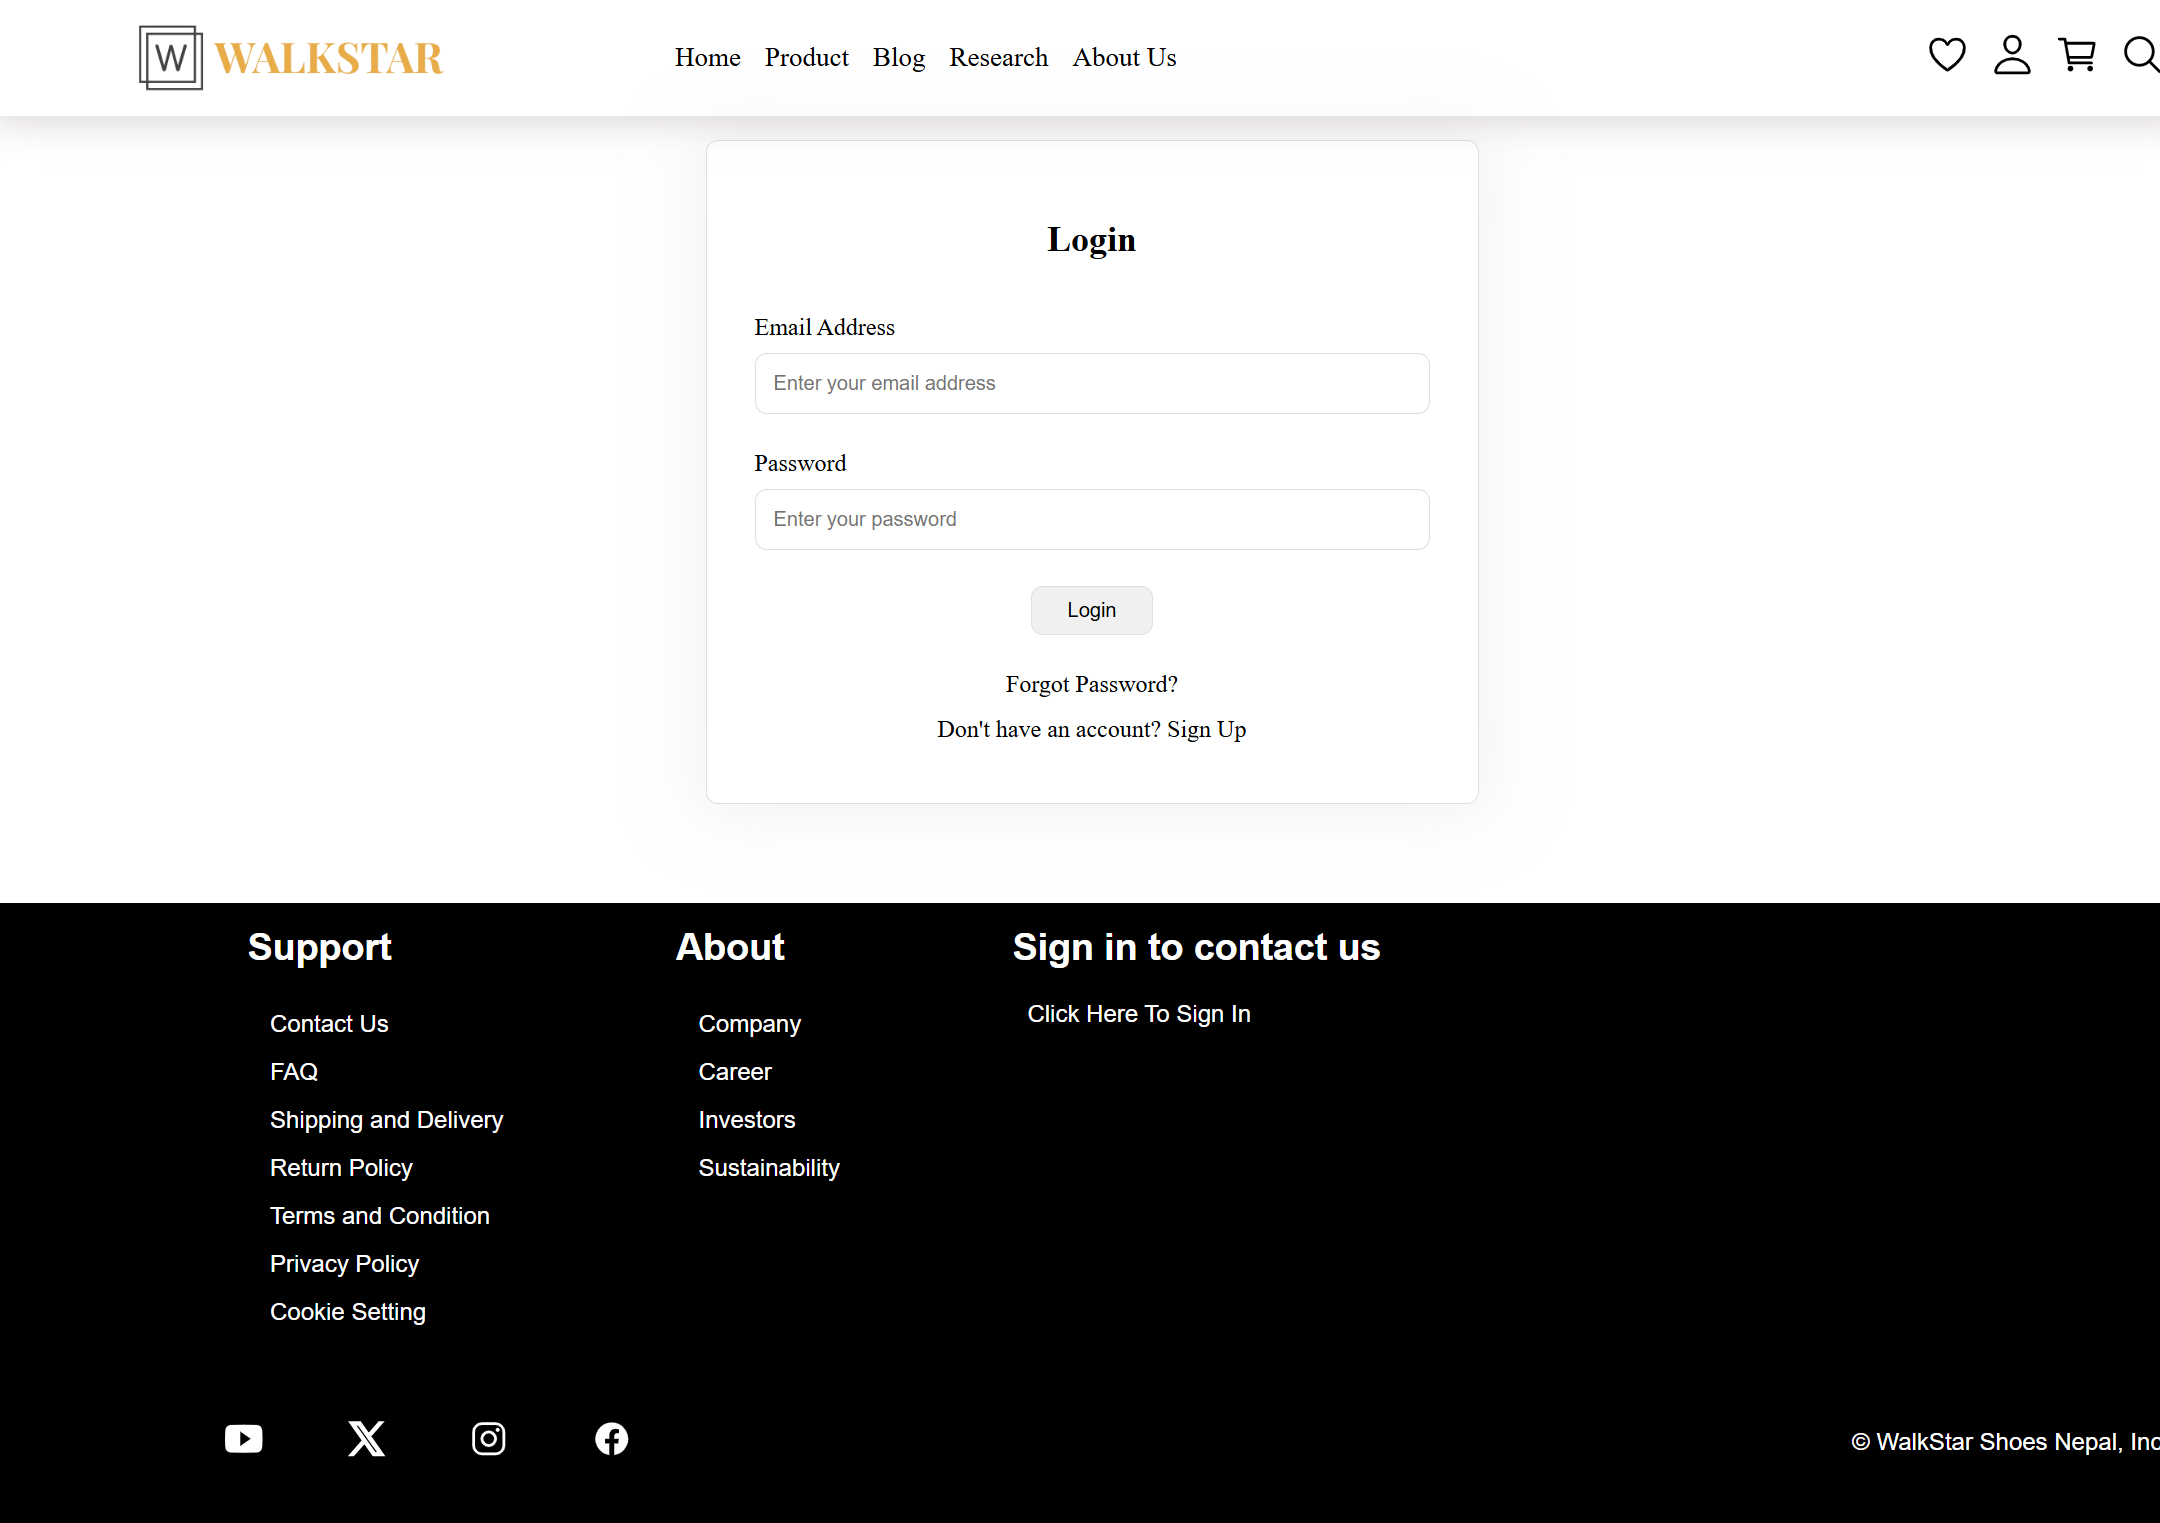 W WALKSTAR
Home Product Blog Research About Us
Login
Email Address
Enter your email address
Password
Enter your password
Login
Forgot Password?
Don't have an account? Sign Up
Support
Contact Us
FAQ
Shipping and Delivery
Return Policy
Terms and Condition
Privacy Policy
Cookie Setting
About
Company
Career
Investors
Sustainability
Sign in to contact us
Click Here To Sign In
© WalkStar Shoes Nepal, Inc